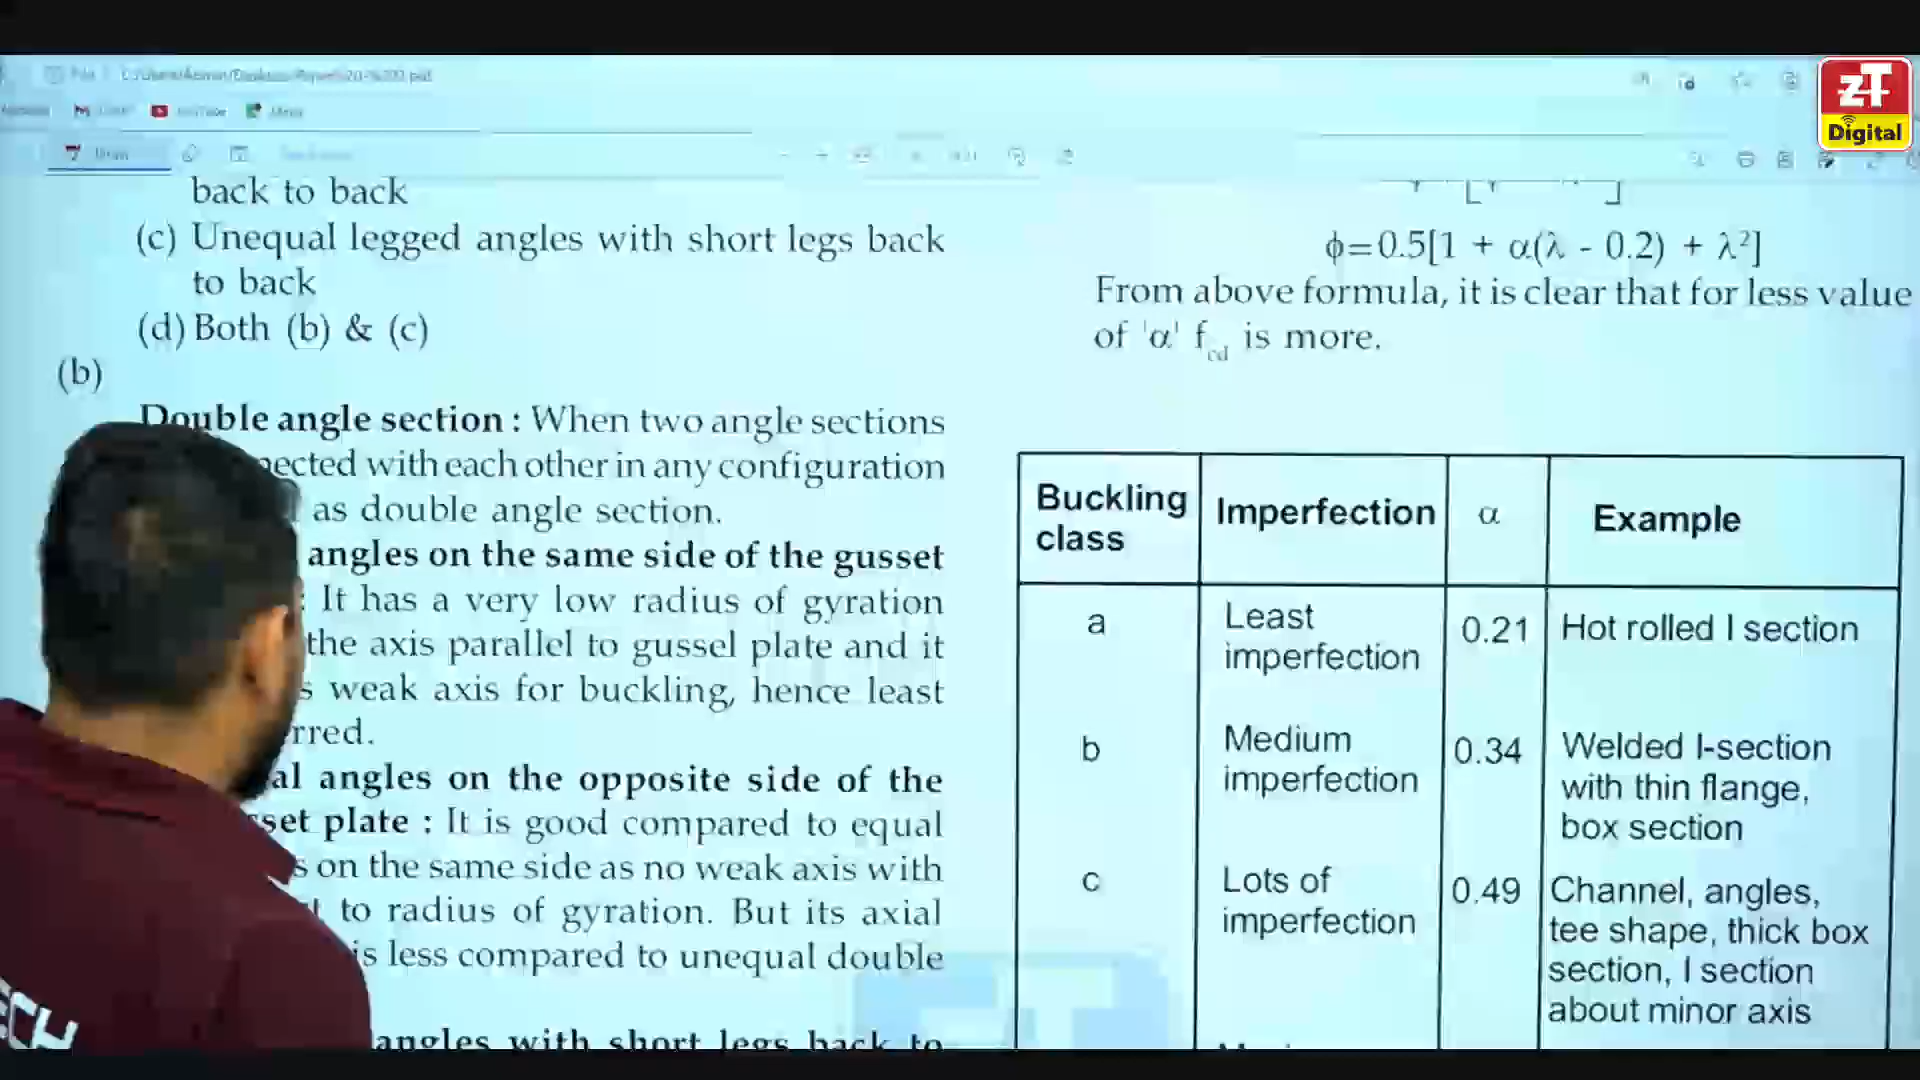 zT
Digital
YouTube
Maps
Draw
back to back
(c) Unequal legged angles with short legs back
to back
(d) Both (b) & (c)
(b)
Double angle section : When two angle sections
ected with each other in any configuration
as double angle section.
angles on the same side of the gusset
: It has a very low radius of gyration
the axis parallel to gussel plate and it
s weak axis for buckling, hence least
rred.
al angles on the opposite side of the
set plate : It is good compared to equal
s on the same side as no weak axis with
t to radius of gyration. But its axial
is less compared to unequal double
angles with short legs back to
ϕ=0.5[1 + α(λ - 0.2) + λ²]
From above formula, it is clear that for less value
of 'α' f_cd is more.
Buckling class Imperfection α Example
a Least imperfection 0.21 Hot rolled I section
b Medium imperfection 0.34 Welded I-section
with thin flange,
box section
c Lots of imperfection 0.49 Channel, angles,
tee shape, thick box
section, I section
about minor axis
ECH